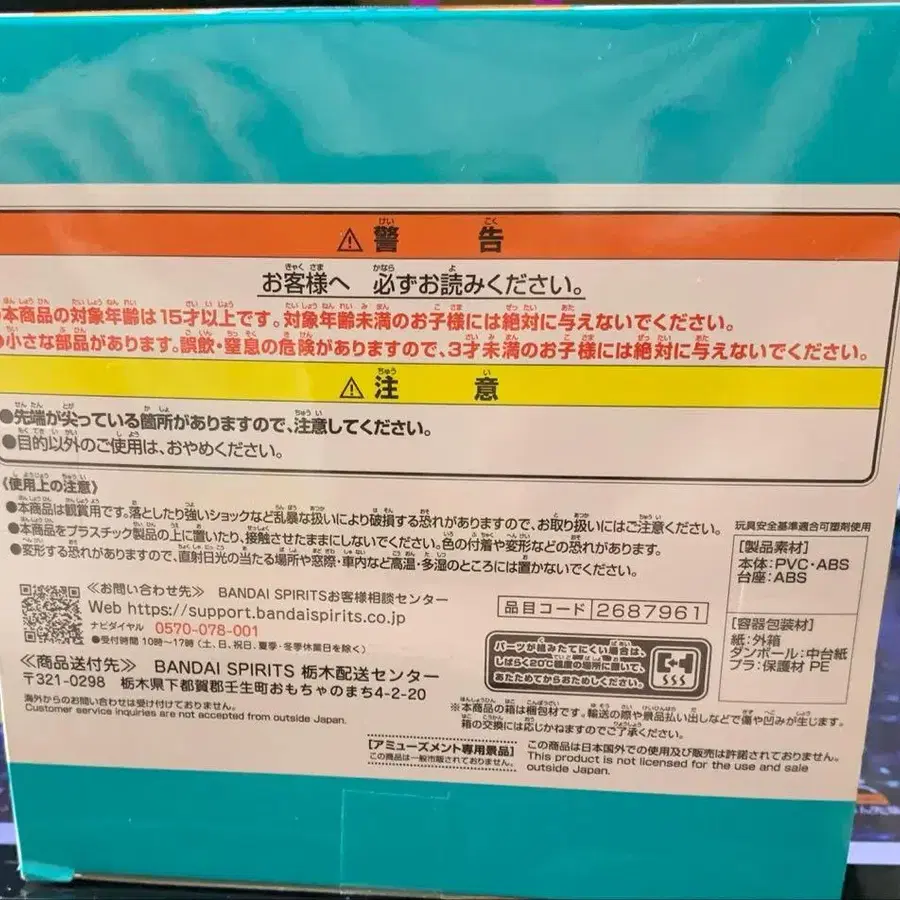 ⚠警告
お客様へ 必ずお読みください。
本商品の対象年齢は15才以上です。対象年齢未満のお子様には絶対に与えないでください。
小さな部品があります。誤飲・窒息の危険がありますので、3才未満のお子様には絶対に与えないでください。
⚠注意
●先端が尖っている箇所がありますので、注意してください。
●目的以外のご使用は、おやめください。
《使用上の注意》
●本商品は観賞用です。落としたり強いショックなど乱暴な扱いにより破損する恐れがありますので、お取り扱いにはご注意ください。
●本商品をプラスチック製品の上に置いたり、接触させたままにしないでください。色の付着や変形などの恐れがあります。
●変形する恐れがありますので、直射日光の当たる場所や窓際・車内など高温・多湿のところには置かないでください。
玩具安全基準適合可塑剤使用
[製品素材]
本体:PVC・ABS
台座:ABS
[容器包装材]
紙:外箱
ダンボール:中台紙
プラ:保護材 PE
≪お問い合わせ先≫ BANDAI SPIRITSお客様相談センター
Web https://support.bandaispirits.co.jp
ナビダイヤル 0570-078-001
●受付時間 10時〜17時(土、日、祝日、夏季・冬季休業日を除く)
品目コード 2687961
パーツが組みたてにくい場合は、
しばらく20℃程度の場所に置いて、
あたためてからおためしください。
≪商品送付先≫ BANDAI SPIRITS 栃木配送センター
〒321-0298 栃木県下都賀郡壬生町おもちゃのまち4-2-20
海外からのお問い合わせは受け付けておりません。
Customer service inquiries are not accepted from outside Japan.
※本商品の箱は梱包材です。輸送の際や景品払い出しなどで傷や凹みが生じます。
箱の交換には応じかねますのでご了承ください。
[アミューズメント専用景品]
この商品は一般市販されておりません。
この商品は日本国外での使用及び販売は許諾されておりません。
This product is not licensed for the use and sale
outside Japan.